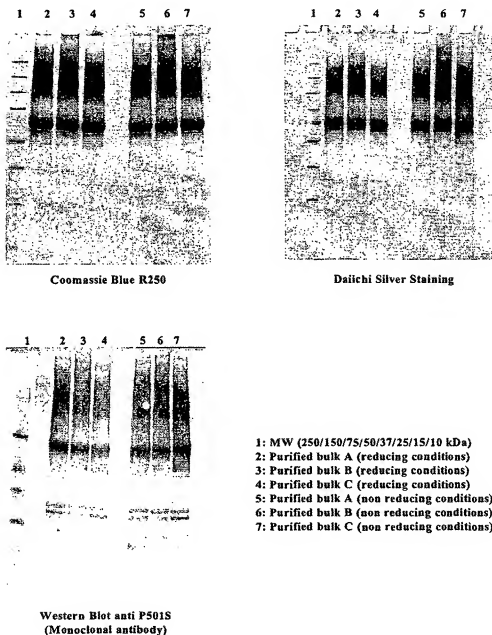 1 2 3 4 5 6 7
1 2 3 4 5 6 7
Coomassie Blue R250
Daiichi Silver Staining
1 2 3 4 5 6 7
1: MW (250/150/75/50/37/25/15/10 kDa)
2: Purified bulk A (reducing conditions)
3: Purified bulk B (reducing conditions)
4: Purified bulk C (reducing conditions)
5: Purified bulk A (non reducing conditions)
6: Purified bulk B (non reducing conditions)
7: Purified bulk C (non reducing conditions)
Western Blot anti P501S
(Monoclonal antibody)